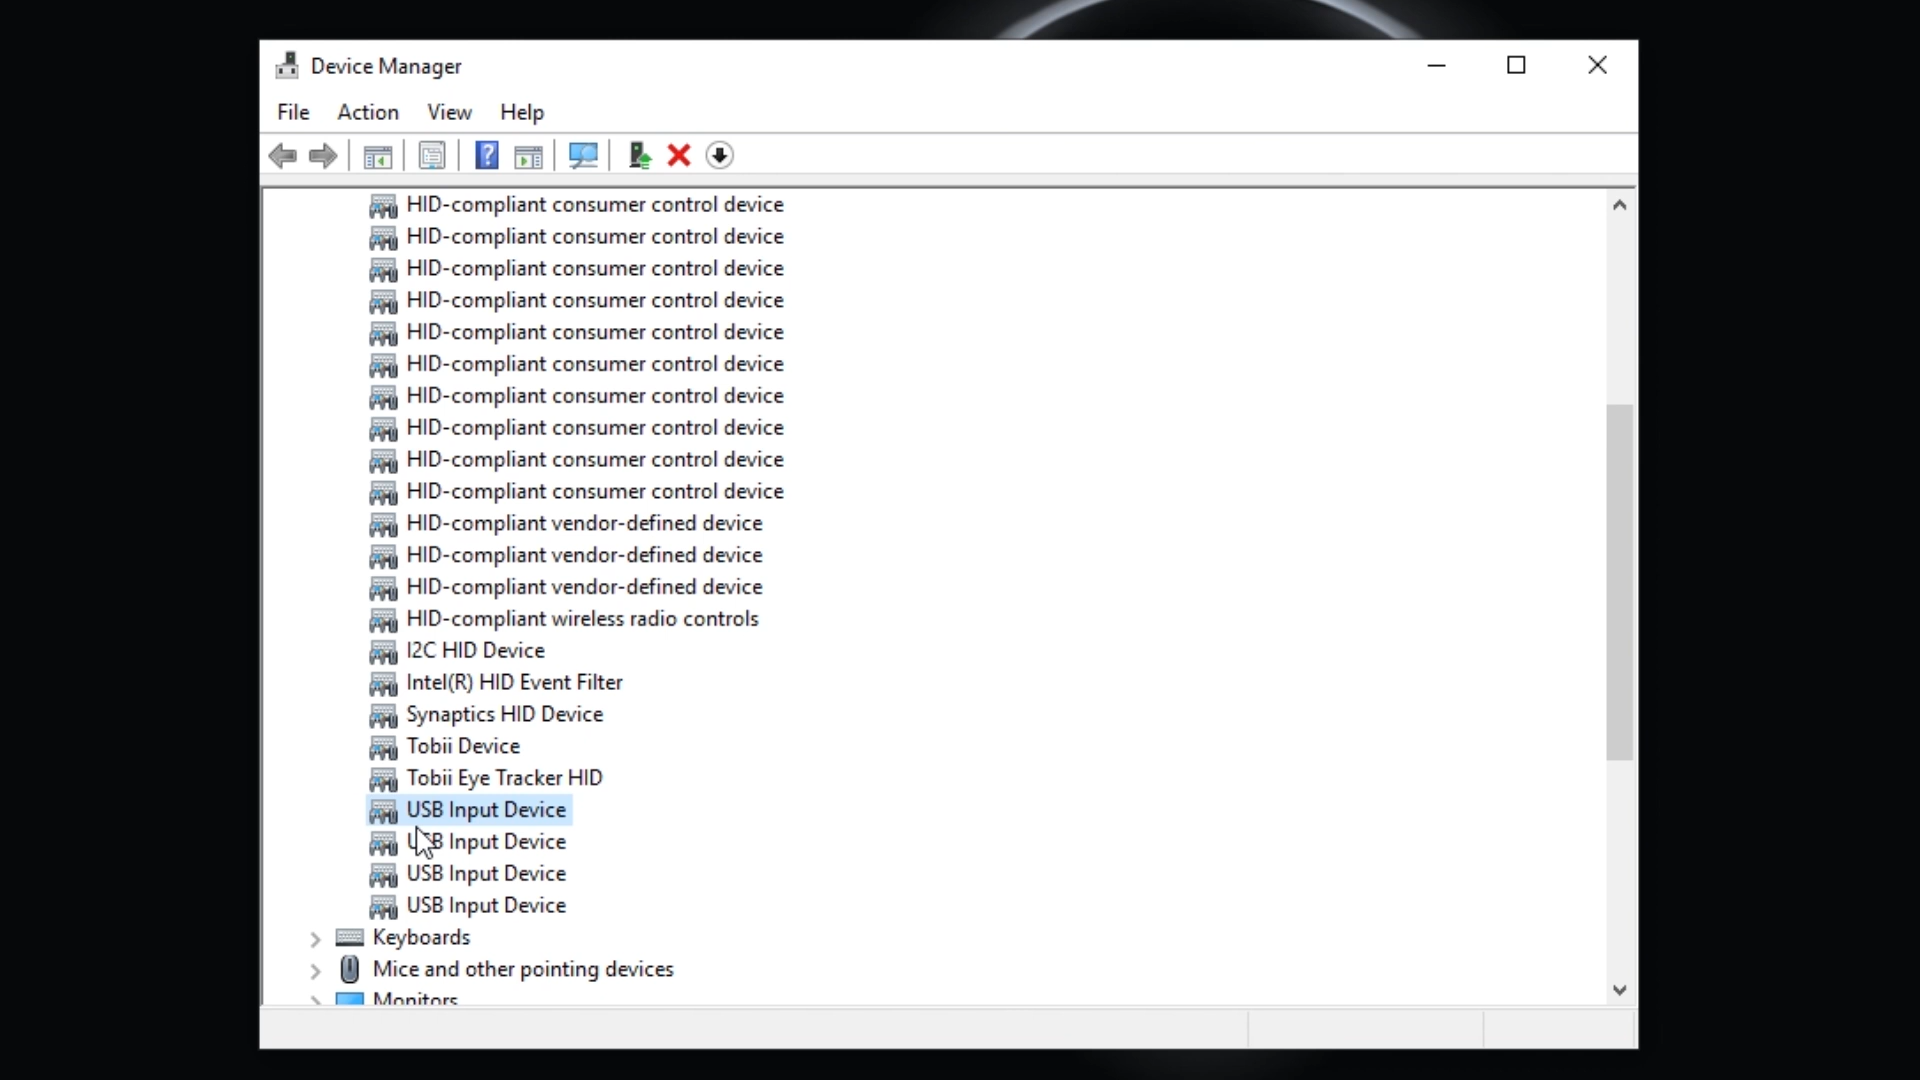 Device Manager
File Action View Help
HID-compliant consumer control device
HID-compliant consumer control device
HID-compliant consumer control device
HID-compliant consumer control device
HID-compliant consumer control device
HID-compliant consumer control device
HID-compliant consumer control device
HID-compliant consumer control device
HID-compliant consumer control device
HID-compliant consumer control device
HID-compliant vendor-defined device
HID-compliant vendor-defined device
HID-compliant vendor-defined device
HID-compliant wireless radio controls
I2C HID Device
Intel(R) HID Event Filter
Synaptics HID Device
Tobii Device
Tobii Eye Tracker HID
USB Input Device
USB Input Device
USB Input Device
USB Input Device
Keyboards
Mice and other pointing devices
Monitors